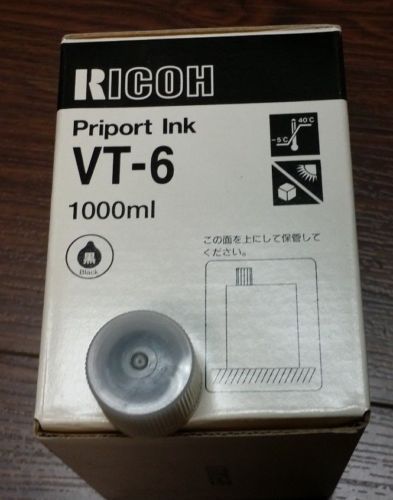 RICOH
Priport Ink
VT-6
1000ml
40℃
-5℃
黒
Black
この面を上にして保管して
ください。